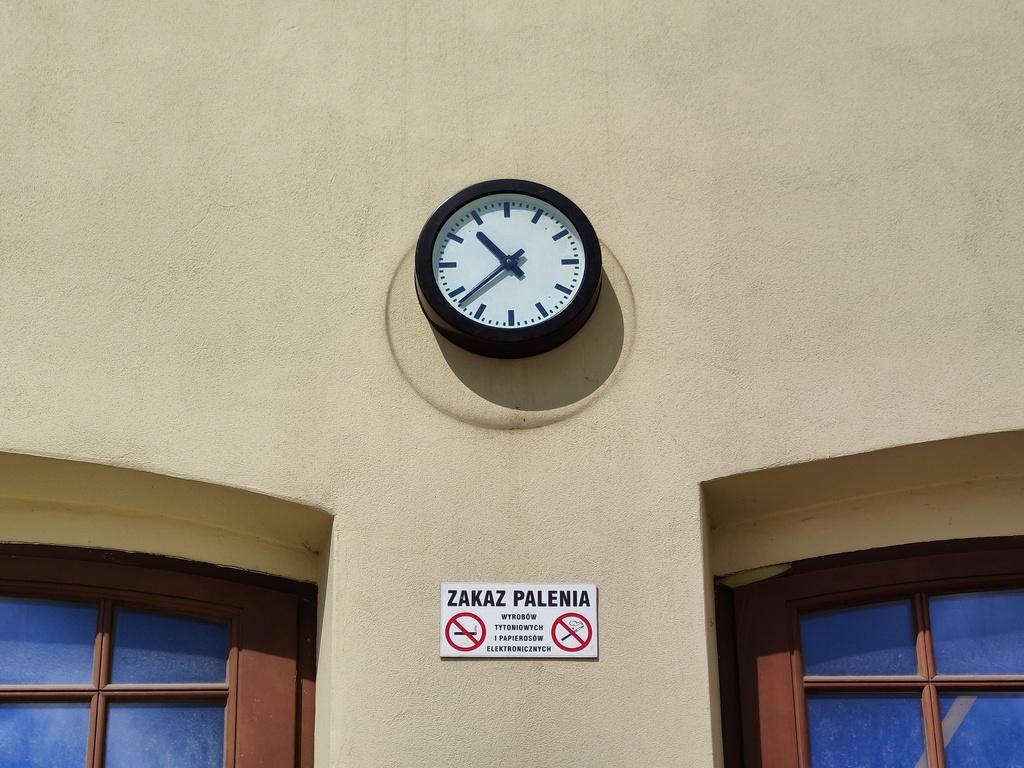 ZAKAZ PALENIA
WYROBÓW
TYTONIOWYCH
I PAPIEROSÓW
ELEKTRONICZNYCH